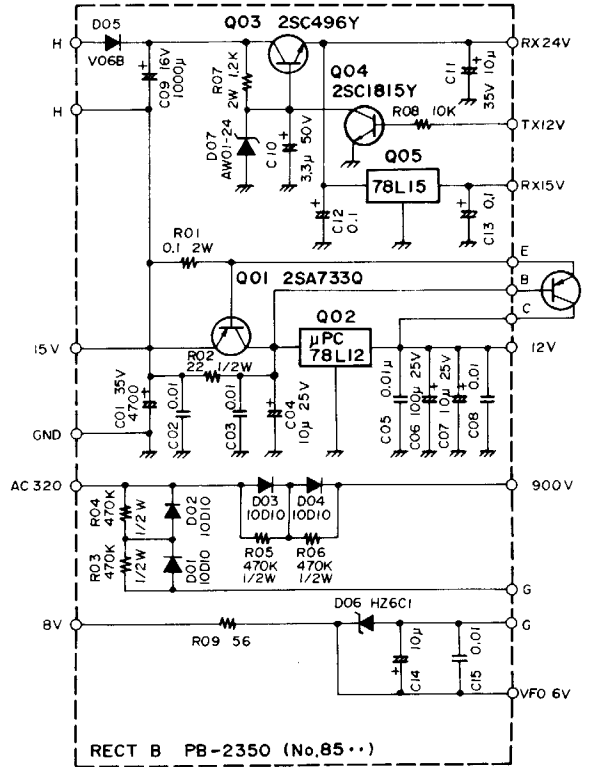 Q03 2SC496Y
D05
V06B
H
C09 16V
1000µ
R07
2W 1.2K
Q04
2SC1815Y
C11
35V 10µ
RX24V
H
D07
AW01-24
C10
3.3µ 50V
R08 10K
TX12V
Q05
78L15
RX15V
C12
0.1
C13 0.1
R01
0.1 2W
E
Q01 2SA733Q
B
Q02
C
15V
µPC
78L12
12V
R02
22 1/2W
C01 35V
4700
C02 0.01
C03 0.01
C04
10µ 25V
C05 0.01µ
C06 100µ 25V
C07 10µ 25V
C08 0.01
GND
AC 320
900V
R04
470K
1/2W
D02
10D10
D03
10D10
D04
10D10
R03
470K
1/2W
D01
10D10
R05
470K
1/2W
R06
470K
1/2W
G
D06 HZ6C1
8V
G
R09 56
10µ
C14
0.01
C15
VFO 6V
RECT B PB-2350 (No,85··)